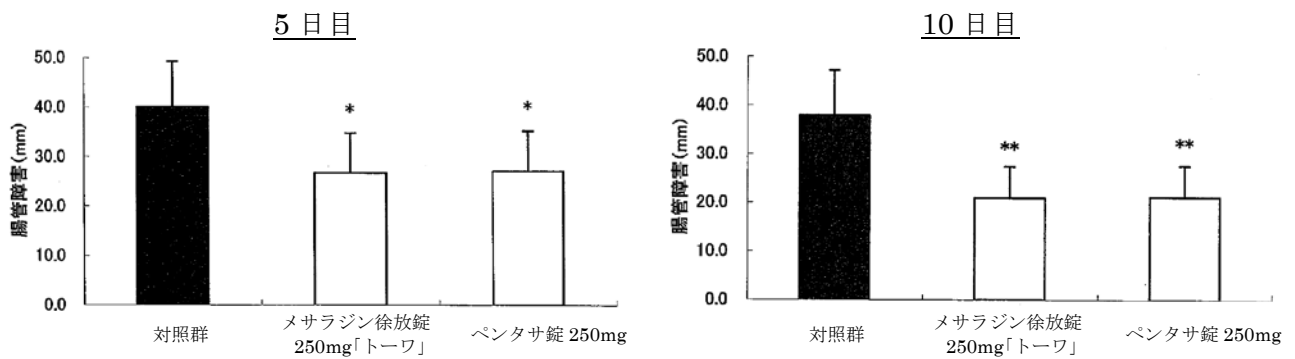 5 日目
腸管障害(mm)
50.0
40.0
30.0
20.0
10.0
0.0
*
*
対照群
メサラジン徐放錠
250mg「トーワ」
ペンタサ錠 250mg
10 日目
腸管障害(mm)
50.0
40.0
30.0
20.0
10.0
0.0
**
**
対照群
メサラジン徐放錠
250mg「トーワ」
ペンタサ錠 250mg